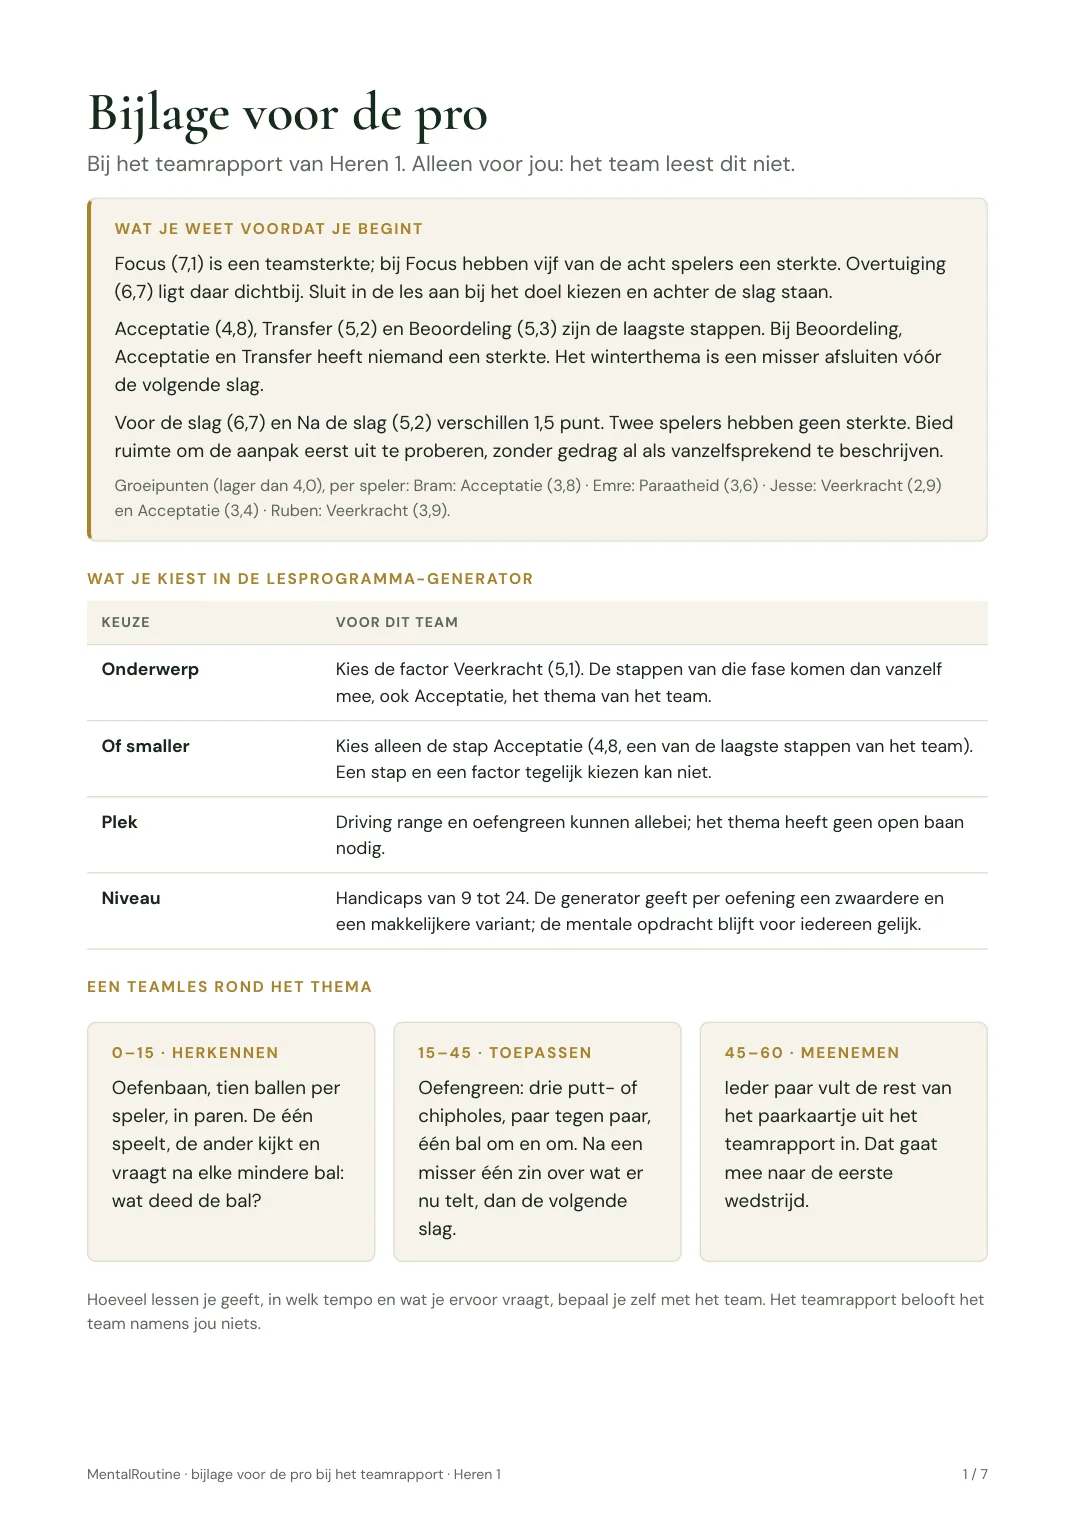 Bijlage voor de pro
Bij het teamrapport van Heren 1. Alleen voor jou: het team leest dit niet.
WAT JE WEET VOORDAT JE BEGINT
Focus (7,1) is een teamsterkte; bij Focus hebben vijf van de acht spelers een sterkte. Overtuiging
(6,7) ligt daar dichtbij. Sluit in de les aan bij het doel kiezen en achter de slag staan.
Acceptatie (4,8), Transfer (5,2) en Beoordeling (5,3) zijn de laagste stappen. Bij Beoordeling,
Acceptatie en Transfer heeft niemand een sterkte. Het winterthema is een misser afsluiten vóór
de volgende slag.
Voor de slag (6,7) en Na de slag (5,2) verschillen 1,5 punt. Twee spelers hebben geen sterkte. Bied
ruimte om de aanpak eerst uit te proberen, zonder gedrag al als vanzelfsprekend te beschrijven.
Groeipunten (lager dan 4,0), per speler: Bram: Acceptatie (3,8) · Emre: Paraatheid (3,6) · Jesse: Veerkracht (2,9)
en Acceptatie (3,4) · Ruben: Veerkracht (3,9).
WAT JE KIEST IN DE LESPROGRAMMA-GENERATOR
KEUZE VOOR DIT TEAM
Onderwerp Kies de factor Veerkracht (5,1). De stappen van die fase komen dan vanzelf
mee, ook Acceptatie, het thema van het team.
Of smaller Kies alleen de stap Acceptatie (4,8, een van de laagste stappen van het team).
Een stap en een factor tegelijk kiezen kan niet.
Plek Driving range en oefengreen kunnen allebei; het thema heeft geen open baan
nodig.
Niveau Handicaps van 9 tot 24. De generator geeft per oefening een zwaardere en
een makkelijkere variant; de mentale opdracht blijft voor iedereen gelijk.
EEN TEAMLES ROND HET THEMA
0–15 · HERKENNEN
Oefenbaan, tien ballen per
speler, in paren. De één
speelt, de ander kijkt en
vraagt na elke mindere bal:
wat deed de bal?
15–45 · TOEPASSEN
Oefengreen: drie putt- of
chipholes, paar tegen paar,
één bal om en om. Na een
misser één zin over wat er
nu telt, dan de volgende
slag.
45–60 · MEENEMEN
Ieder paar vult de rest van
het paarkaartje uit het
teamrapport in. Dat gaat
mee naar de eerste
wedstrijd.
Hoeveel lessen je geeft, in welk tempo en wat je ervoor vraagt, bepaal je zelf met het team. Het teamrapport belooft het
team namens jou niets.
MentalRoutine · bijlage voor de pro bij het teamrapport · Heren 1 1 / 7